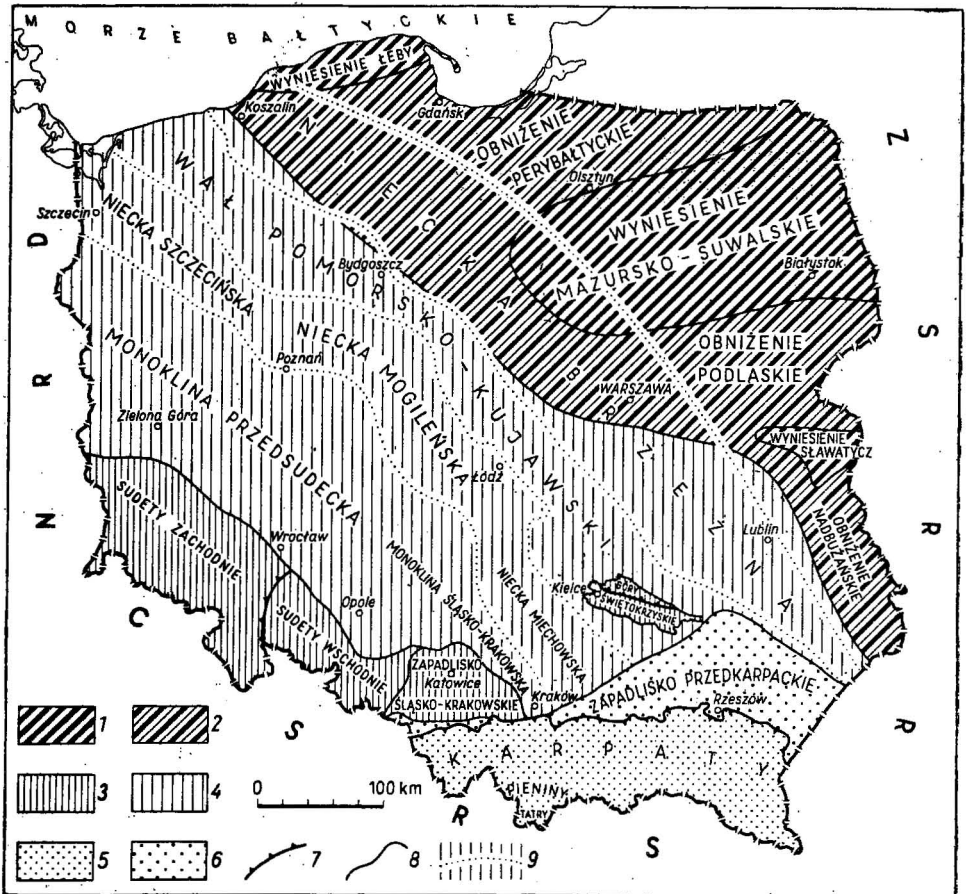 MORZE BAŁTYCKIE
WYNIESIENIE ŁEBY
Koszalin
Gdańsk
OBNIŻENIE
PERYBAŁTYCKIE
Olsztyn
WYNIESIENIE
MAZURSKO-SUWALSKIE
Białystok
Szczecin
NIECKA SZCZECIŃSKA
WAŁ POMORSKO-KUJAWSKI
Bydgoszcz
NIECKA BRZEŻNA
NIECKA MOGILEŃSKA
Poznań
OBNIŻENIE
PODLASKIE
WARSZAWA
MONOKLINA PRZEDSUDECKA
Zielona Góra
WYNIESIENIE
SŁAWATYCZ
Łódź
SUDETY ZACHODNIE
Wrocław
Lublin
OBNIŻENIE
NADBUŻAŃSKIE
MONOKLINA ŚLĄSKO-KRAKOWSKA
NIECKA MIECHOWSKA
Kielce
GÓRY
ŚWIĘTOKRZYSKIE
Opole
SUDETY WSCHODNIE
ZAPADLISKO
Katowice
ŚLĄSKO-KRAKOWSKIE
Kraków
ZAPADLISKO PRZEDKARPACKIE
Rzeszów
KARPATY
PIENINY
TATRY
NRD
CSRS
ZSRR
1
2
3
4
0 100 km
5
6
7
8
9